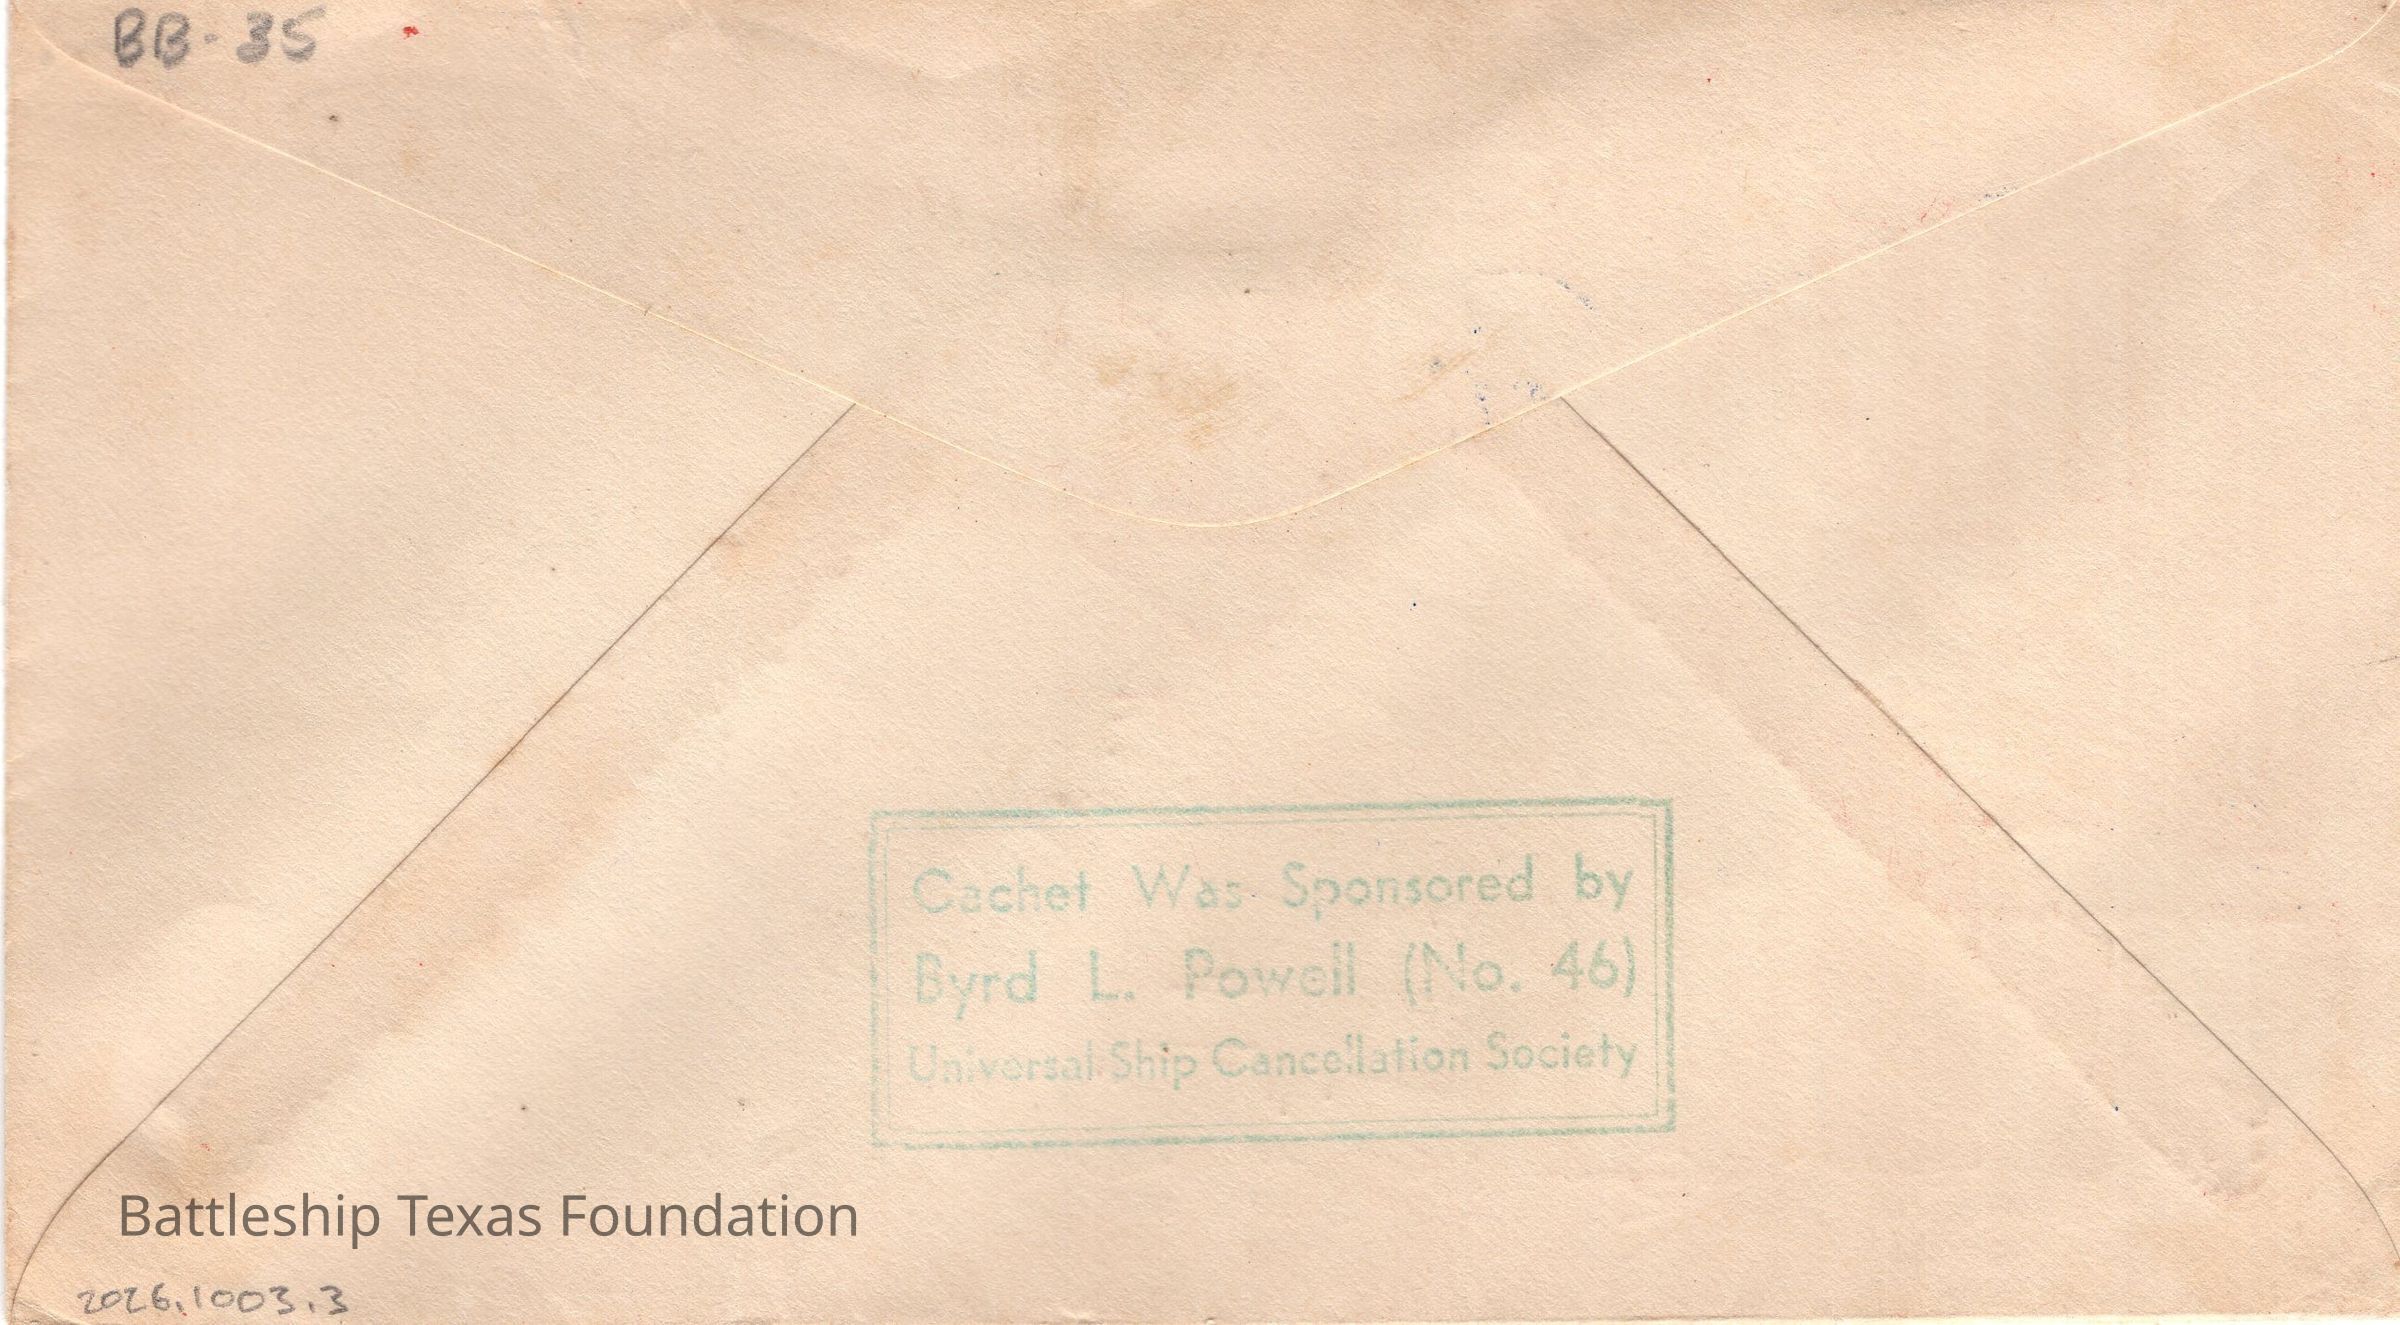 BB-35
Cachet Was Sponsored by
Byrd L. Powell (No. 46)
Universal Ship Cancellation Society
Battleship Texas Foundation
2026.1003.3